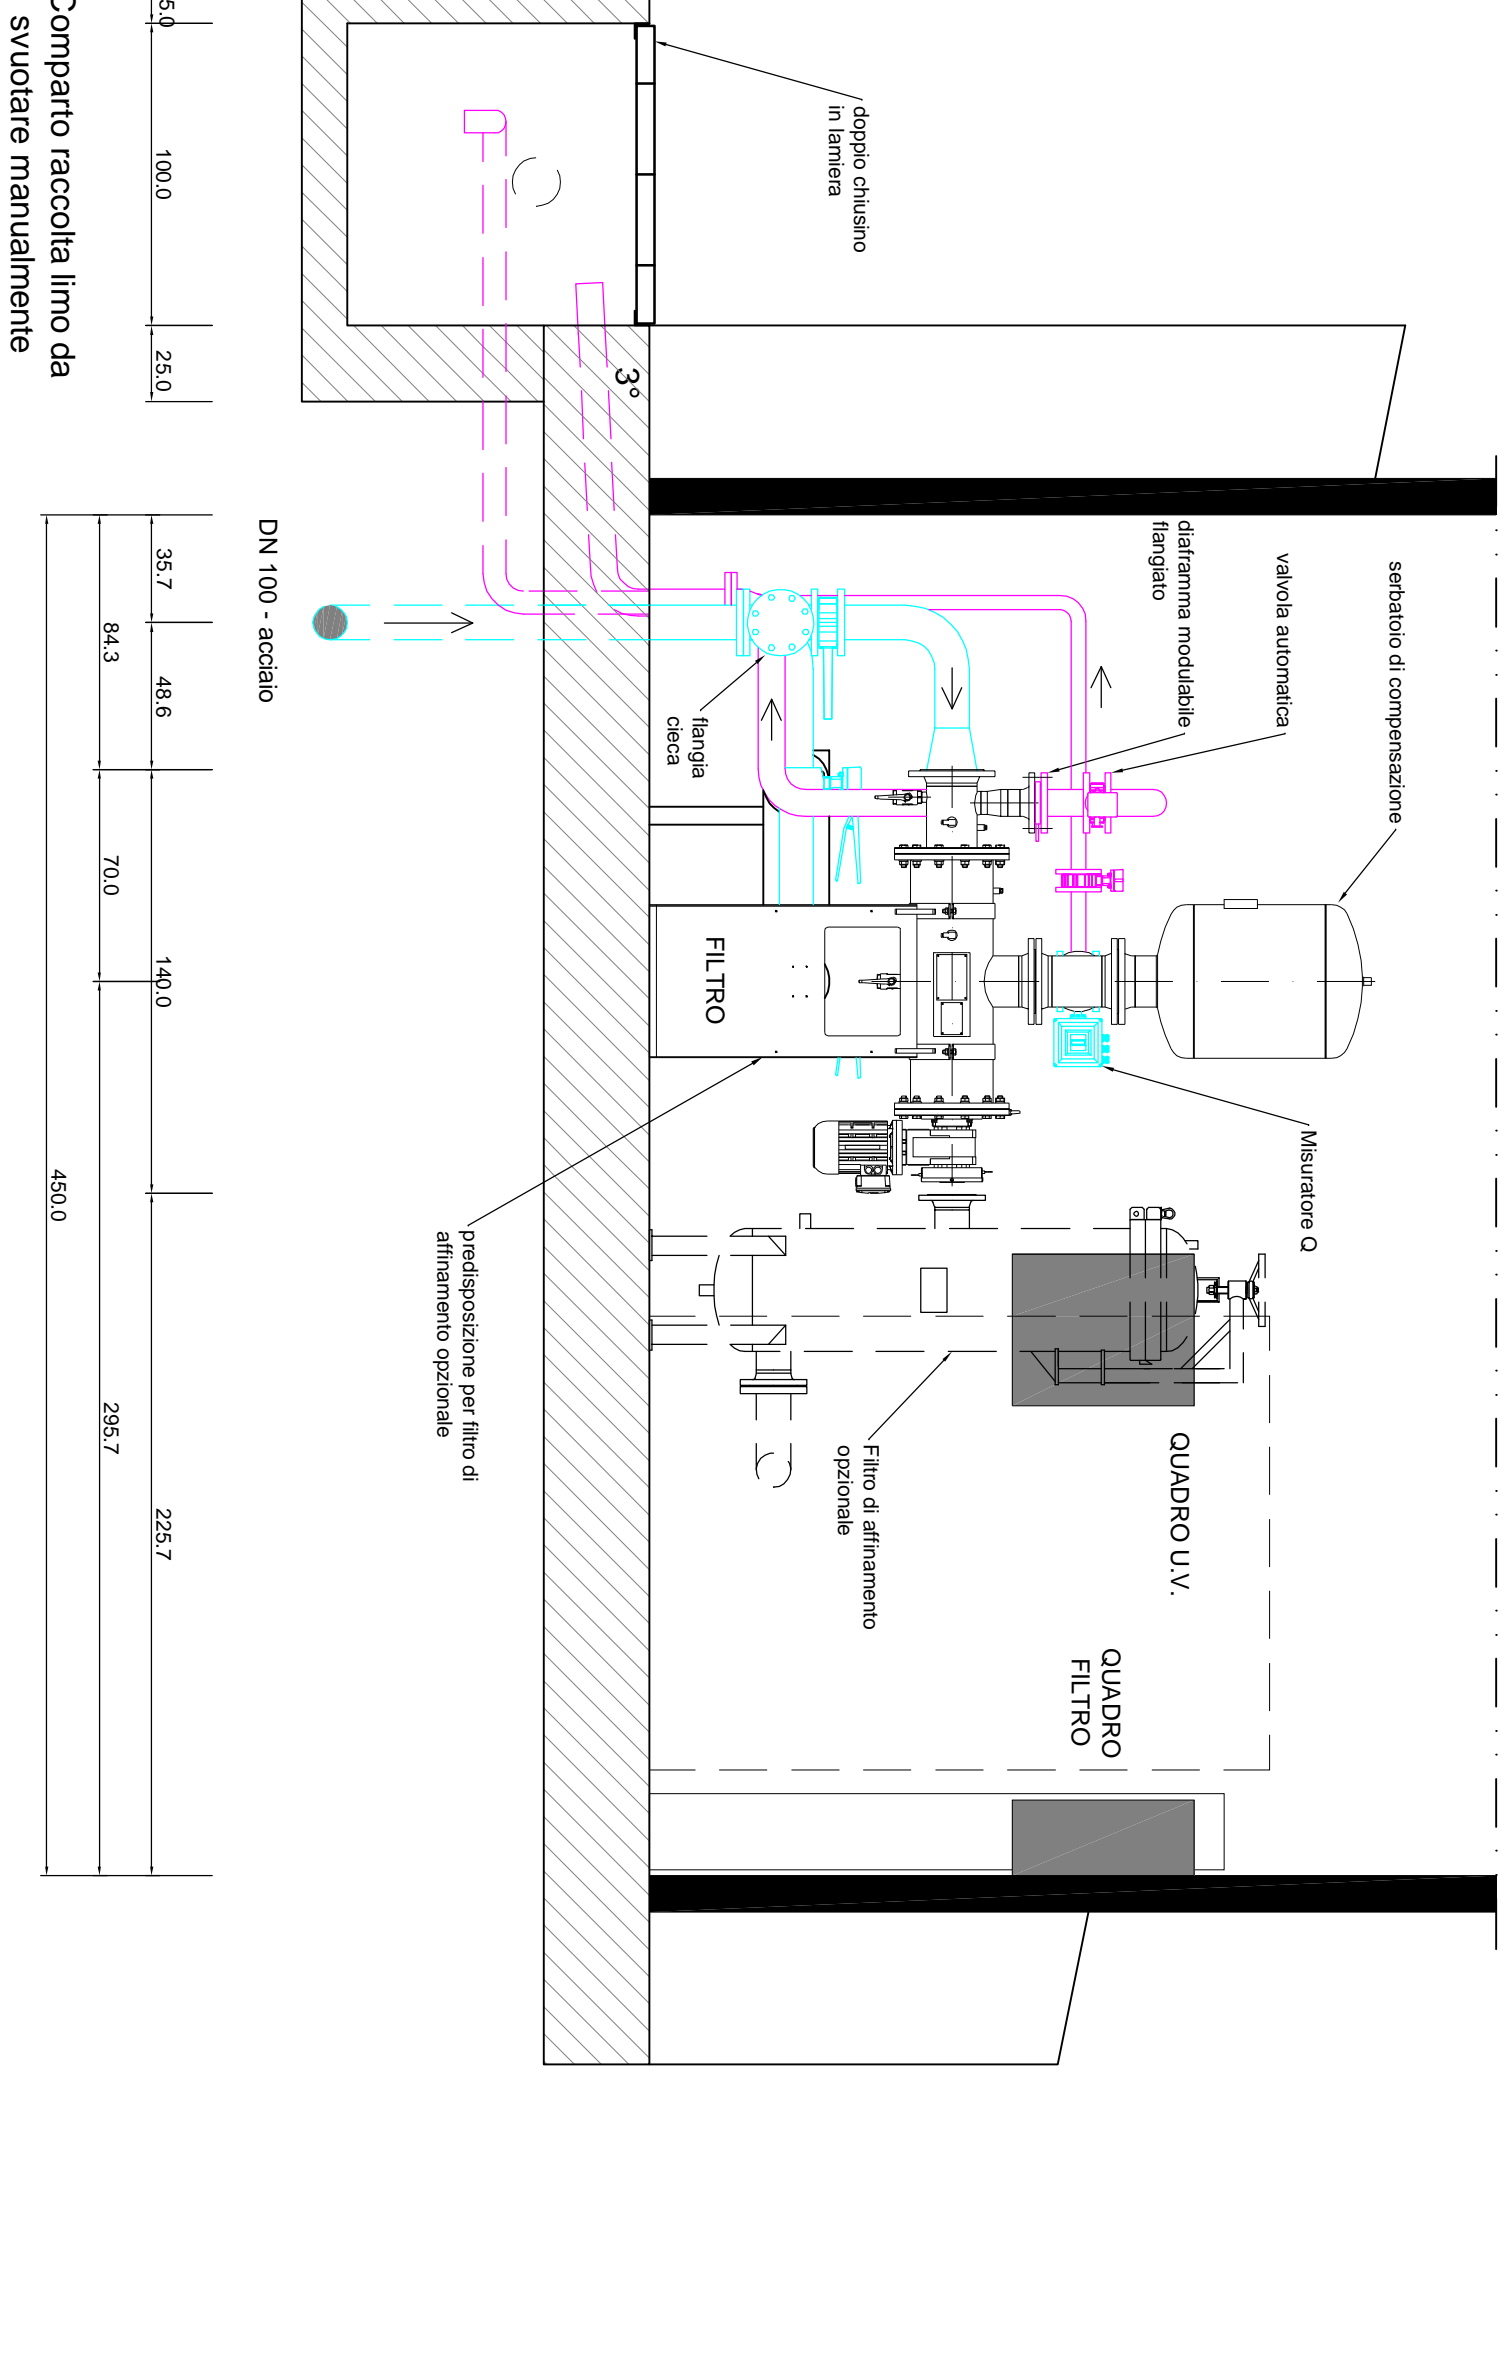 serbatoio di compensazione
valvola automatica
diaframma modulabile
flangiato
Misuratore Q
QUADRO U.V.
QUADRO
FILTRO
doppio chiusino
in lamiera
Filtro di affinamento
opzionale
flangia
cieca
FILTRO
3°
predisposizione per filtro di
affinamento opzionale
DN 100 - acciaio
5.0
100.0
25.0
35.7
48.6
140.0
225.7
84.3
70.0
295.7
450.0
Comparto raccolta limo da
svuotare manualmente